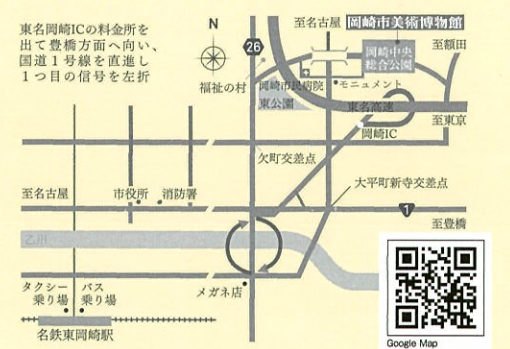 東名岡崎ICの料金所を
出て豊橋方面へ向い、
国道1号線を直進し
1つ目の信号を左折
N
26
至名古屋
岡崎市美術博物館
岡崎中央
総合公園
至額田
福祉の村
岡崎市民病院
モニュメント
東公園
東名高速
至東京
岡崎IC
欠町交差点
大平町新寺交差点
至名古屋
市役所
消防署
1
至豊橋
乙川
タクシー
乗り場
バス
乗り場
メガネ店
名鉄東岡崎駅
Google Map